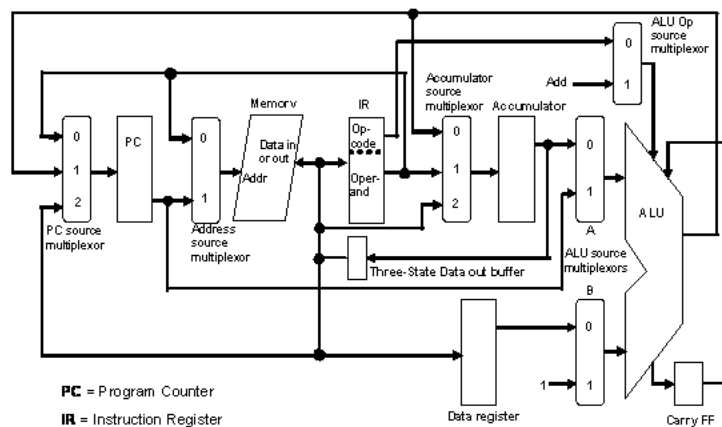 ALU Op
source
multiplexor
0
1
Add
Accumulator
source
multiplexor
Accumulator
Memory
IR
Data in
or out
Addr
Op-
code
Oper-
and
PC
0
1
2
PC source
multiplexor
0
1
Address
source
multiplexor
0
1
2
0
1
A
ALU
ALU source
multiplexors
B
0
1
1
Three-State Data out buffer
Data register
Carry FF
PC = Program Counter
IR = Instruction Register